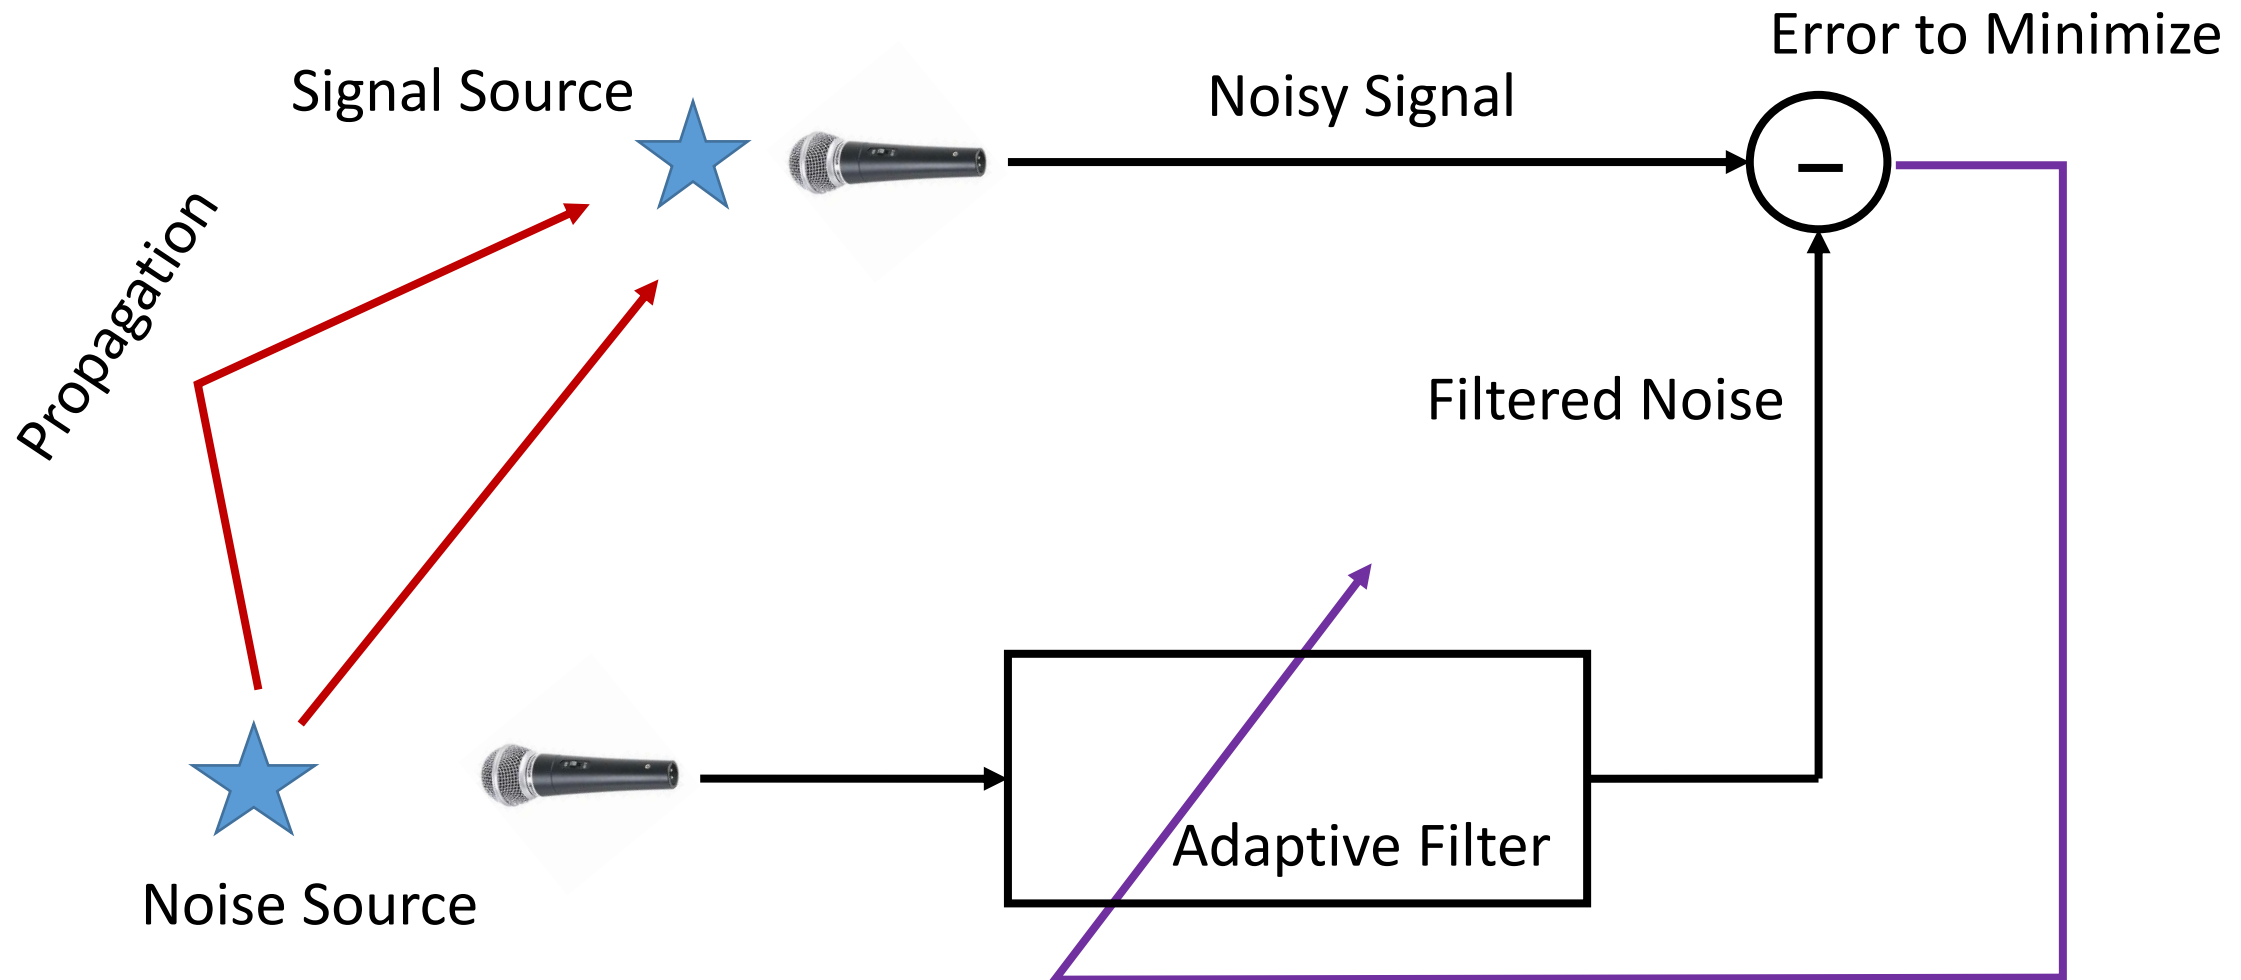 Error to Minimize
Signal Source
Noisy Signal
–
Propagation
Filtered Noise
Adaptive Filter
Noise Source